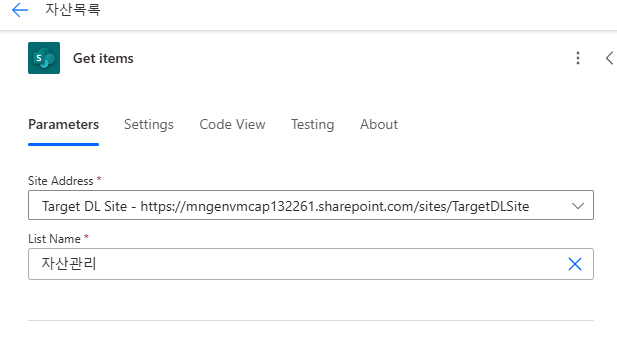 자산목록
Get items
Parameters Settings Code View Testing About
Site Address *
Target DL Site - https://mngenvmcap132261.sharepoint.com/sites/TargetDLSite
List Name *
자산관리